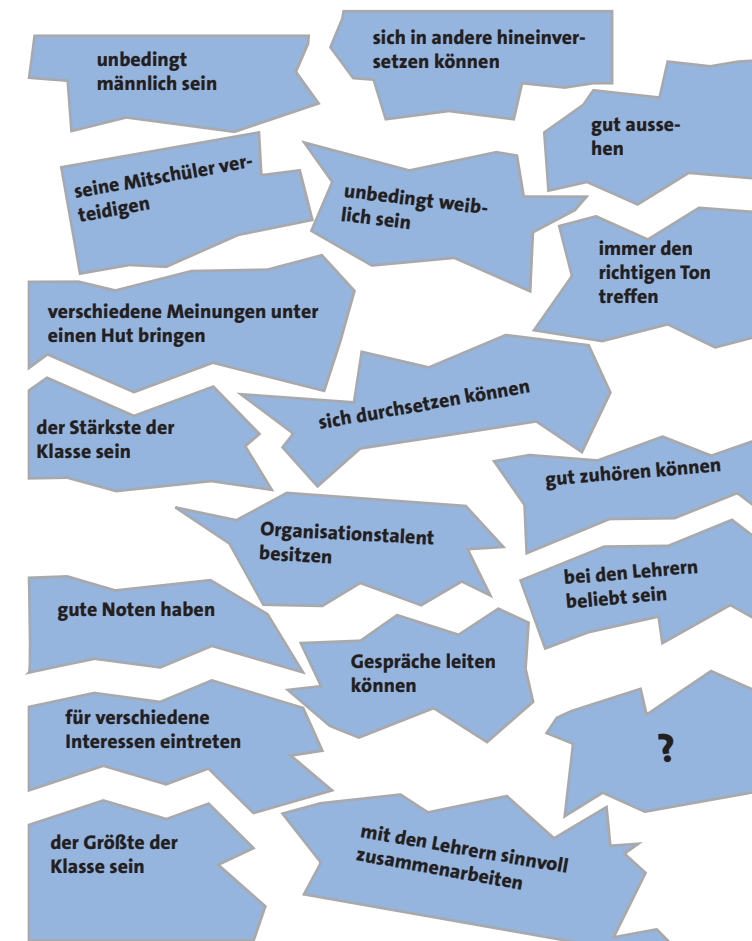 unbedingt
männlich sein
sich in andere hineinver-
setzen können
gut ausse-
hen
seine Mitschüler ver-
teidigen
unbedingt weib-
lich sein
immer den
richtigen Ton
treffen
verschiedene Meinungen unter
einen Hut bringen
sich durchsetzen können
der Stärkste der
Klasse sein
gut zuhören können
Organisationstalent
besitzen
bei den Lehrern
beliebt sein
gute Noten haben
Gespräche leiten
können
für verschiedene
Interessen eintreten
?
der Größte der
Klasse sein
mit den Lehrern sinnvoll
zusammenarbeiten